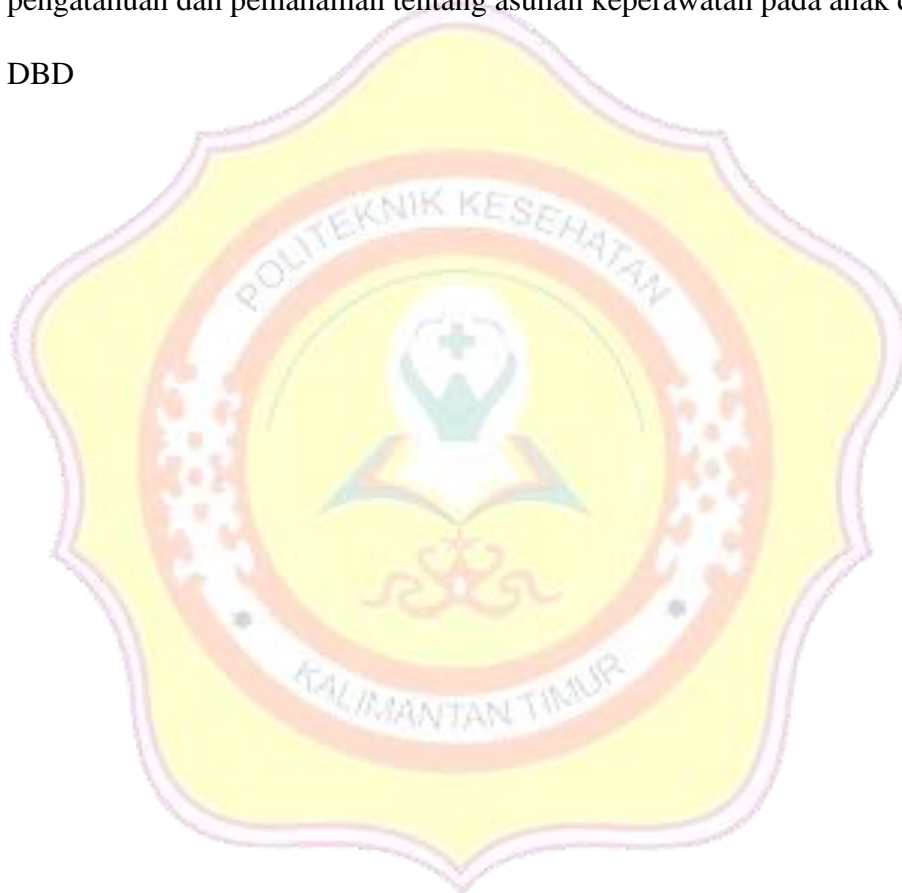 pengatahuan dan pemahaman tentang asuhan keperawatan pada anak
DBD
POLITEKNIK KESEHATAN
KALIMANTAN TIMUR